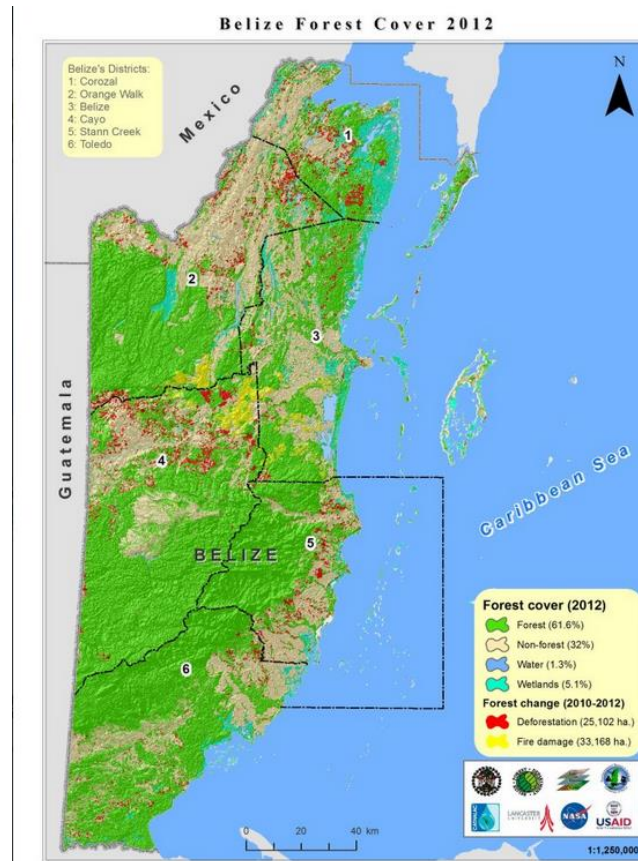 Belize Forest Cover 2012
Belize's Districts:
1: Corozal
2: Orange Walk
3: Belize
4: Cayo
5: Stann Creek
6: Toledo
N
Mexico
1
2
3
Guatemala
4
Caribbean Sea
BELIZE
5
6
Forest cover (2012)
Forest (61.6%)
Non-forest (32%)
Water (1.3%)
Wetlands (5.1%)
Forest change (2010-2012)
Deforestation (25,102 ha.)
Fire damage (33,168 ha.)
LANCASTER
UNIVERSITY
NASA
USAID
0 20 40 km
1:1,250,000